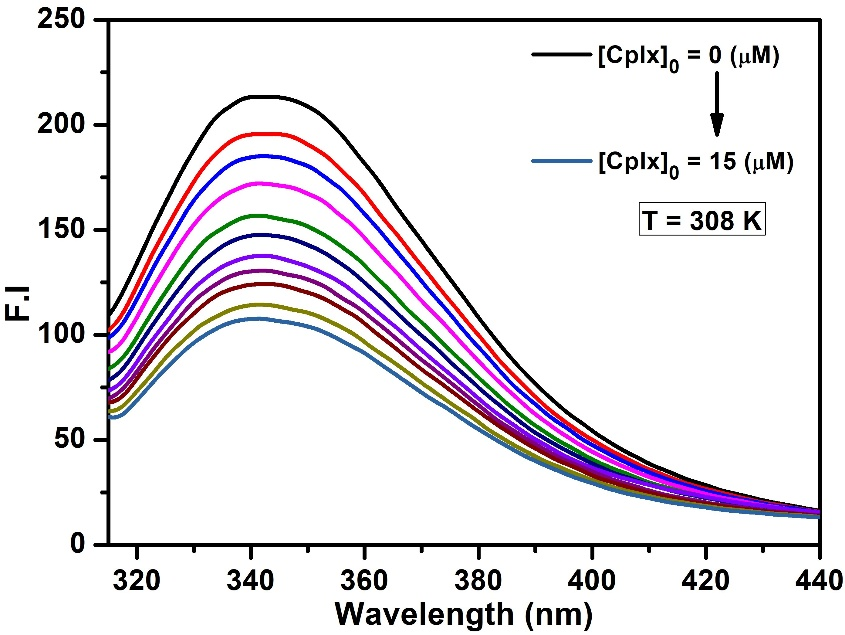 250
200
150
100
50
0
F.I
[Cplx]₀ = 0 (μM)
[Cplx]₀ = 15 (μM)
T = 308 K
320 340 360 380 400 420 440
Wavelength (nm)